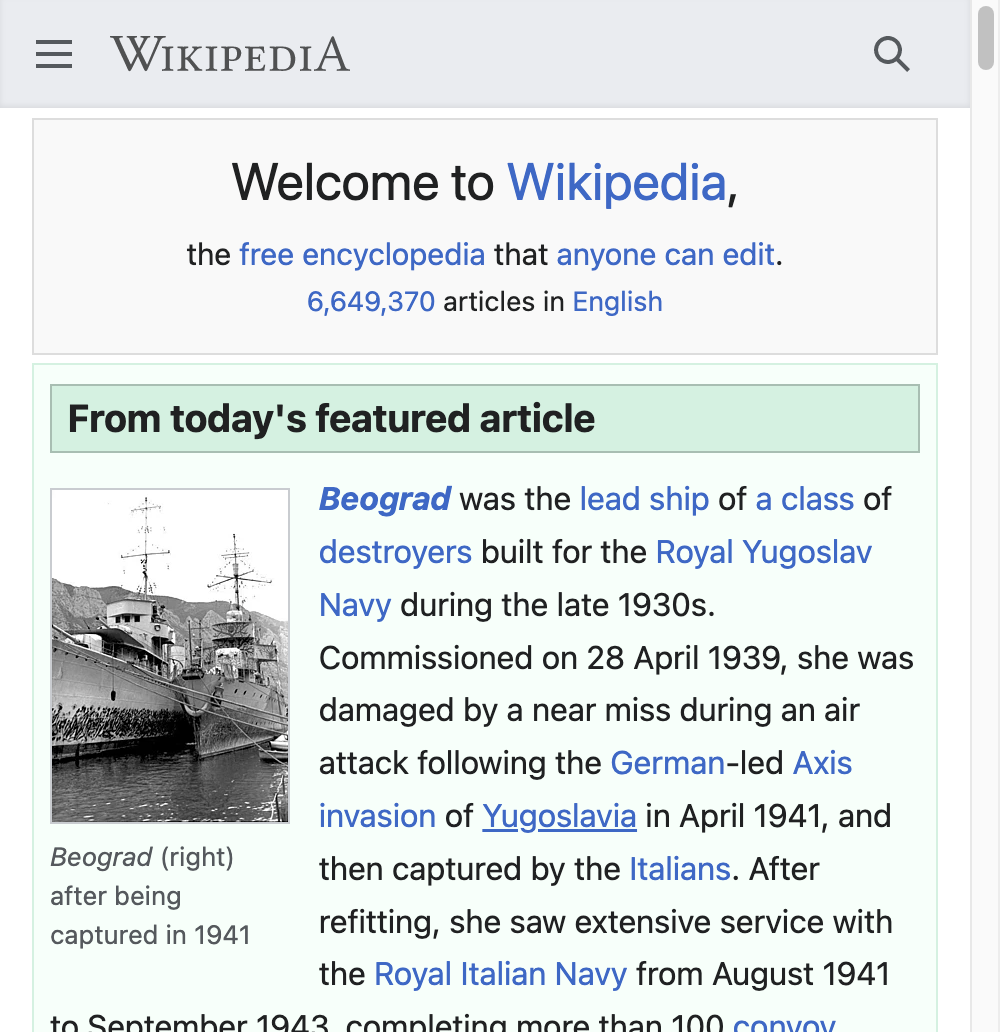 WIKIPEDIA
Welcome to Wikipedia,
the free encyclopedia that anyone can edit.
6,649,370 articles in English
From today's featured article
Beograd was the lead ship of a class of
destroyers built for the Royal Yugoslav
Navy during the late 1930s.
Commissioned on 28 April 1939, she was
damaged by a near miss during an air
attack following the German-led Axis
invasion of Yugoslavia in April 1941, and
then captured by the Italians. After
refitting, she saw extensive service with
the Royal Italian Navy from August 1941
to September 1943, completing more than 100 convoy
Beograd (right)
after being
captured in 1941